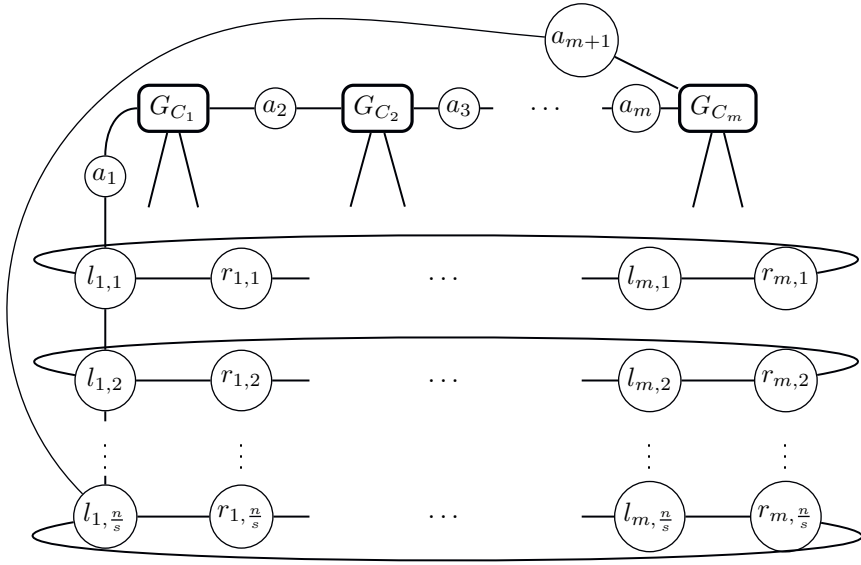 a_{m+1}
G_{C_1} a_2 G_{C_2} a_3 ··· a_m G_{C_m}
a_1
l_{1,1} r_{1,1} ··· l_{m,1} r_{m,1}
l_{1,2} r_{1,2} ··· l_{m,2} r_{m,2}
l_{1,\frac{n}{s}} r_{1,\frac{n}{s}} ··· l_{m,\frac{n}{s}} r_{m,\frac{n}{s}}